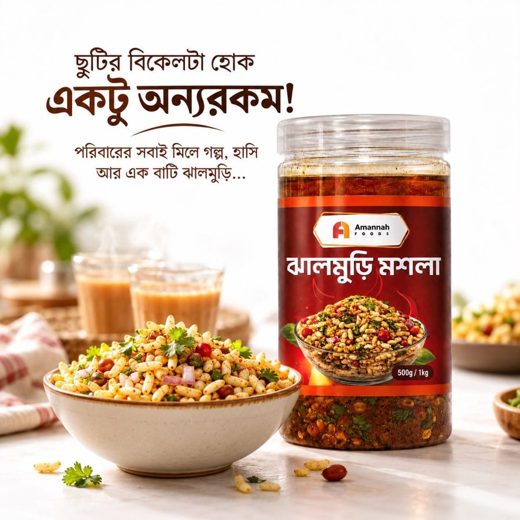 ছুটির বিকেলটা হোক
একটু অন্যরকম!
পরিবারের সবাই মিলে গল্প, হাসি
আর এক বাটি ঝালমুড়ি...
Amannah
FOODS
ঝালমুড়ি মশলা
500g / 1kg